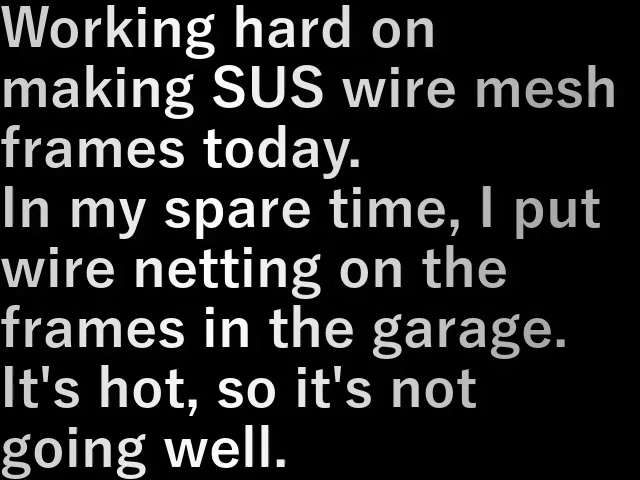 Working hard on
making SUS wire mesh
frames today.
In my spare time, I put
wire netting on the
frames in the garage.
It's hot, so it's not
going well.